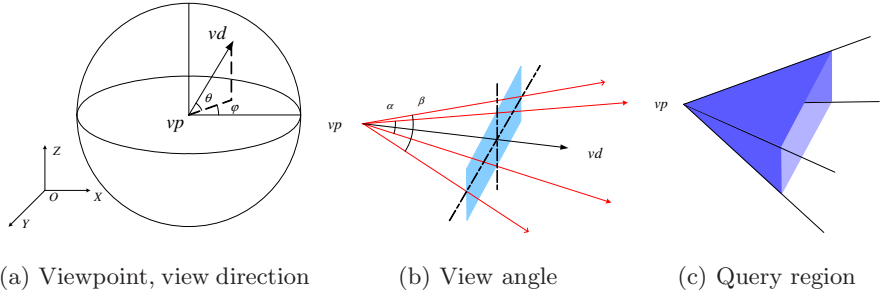 vd
θ
φ
vp
Z
O
X
Y
α
β
vp
vd
vp
(a) Viewpoint, view direction
(b) View angle
(c) Query region